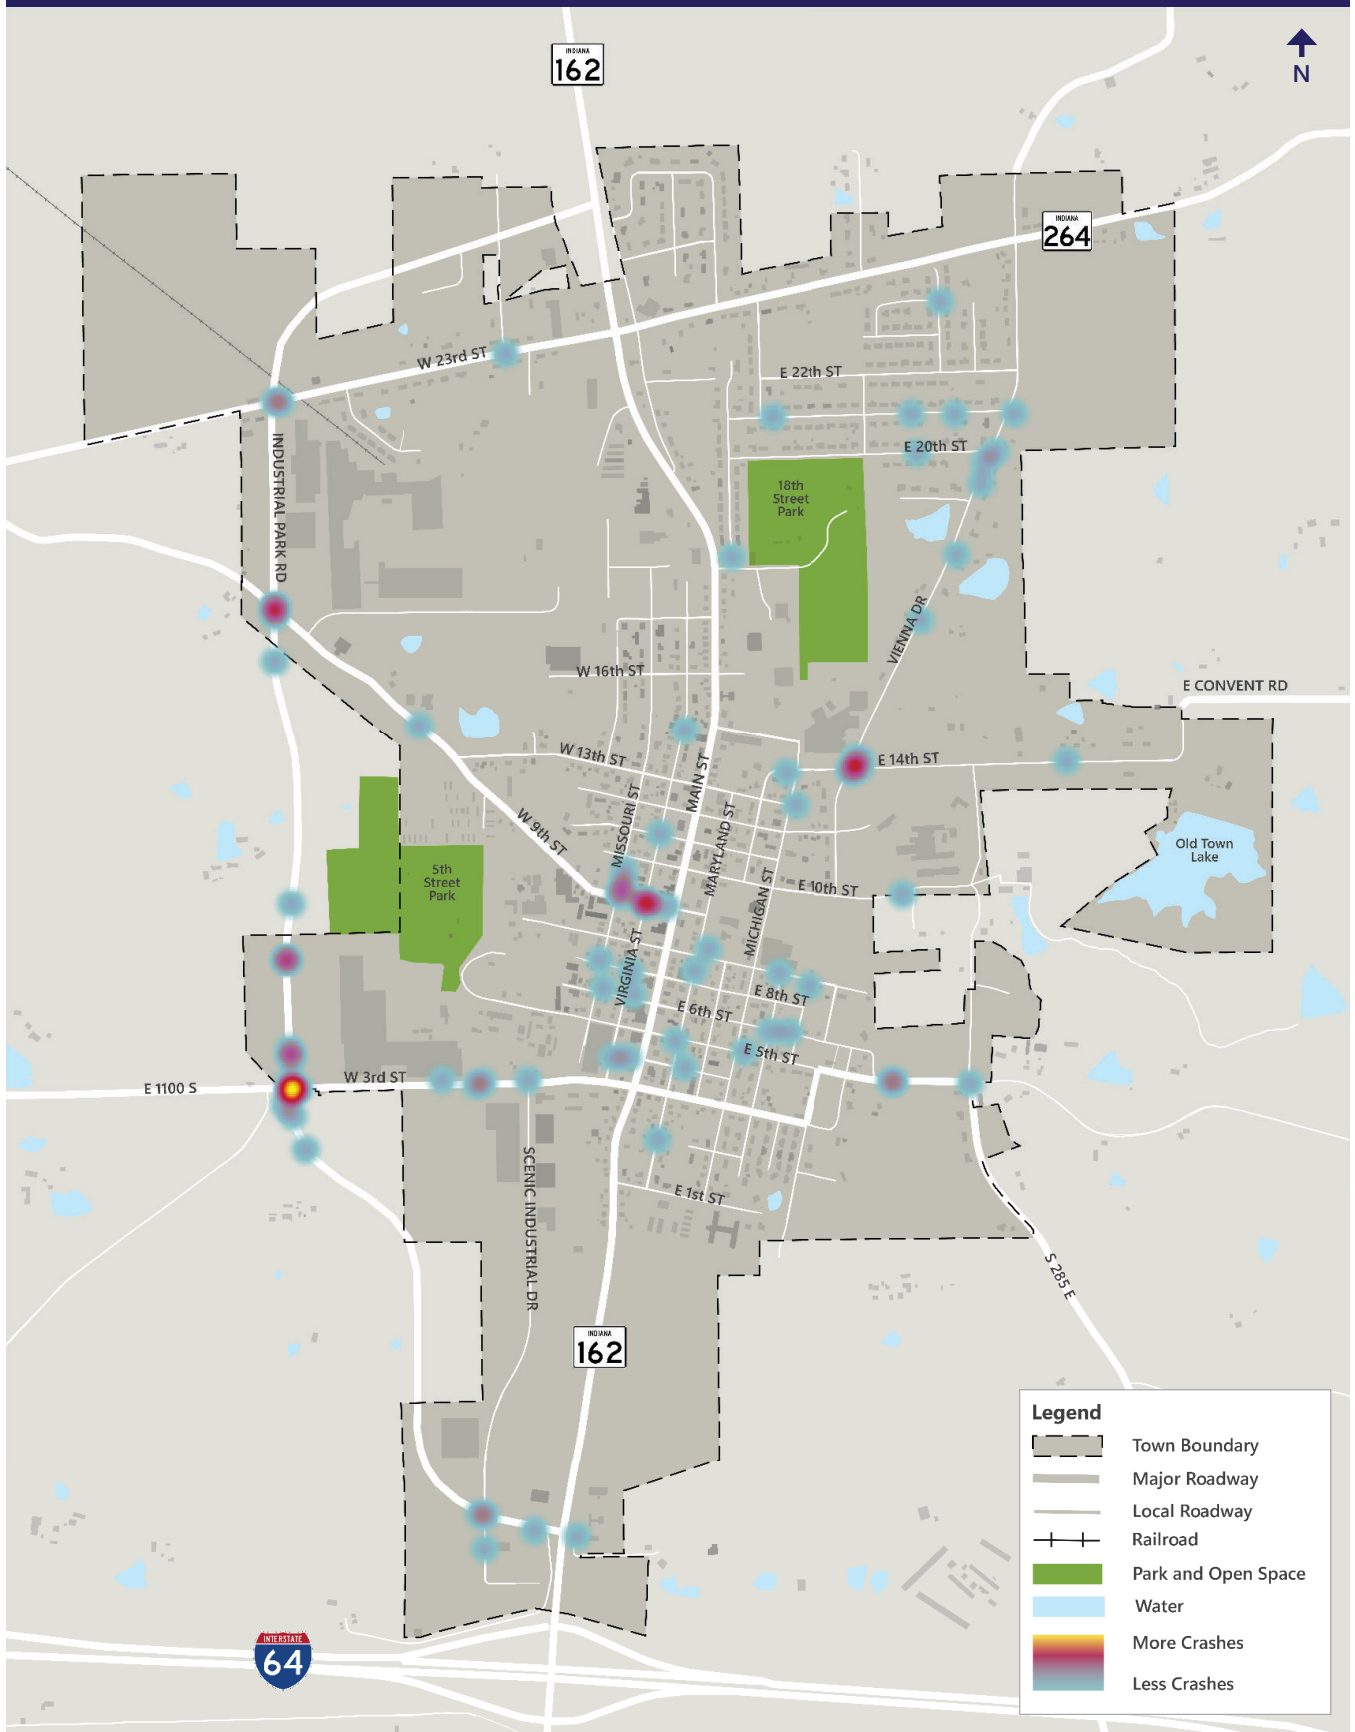 INDIANA
162
N
INDIANA
264
W 23rd ST
E 22th ST
E 20th ST
INDUSTRIAL PARK RD
18th
Street
Park
VIENNA DR
W 16th ST
E CONVENT RD
W 13th ST
MAIN ST
E 14th ST
MISSOURI ST
W 9th ST
MARYLAND ST
Old Town
Lake
5th
Street
Park
E 10th ST
MICHIGAN ST
VIRGINIA ST
E 8th ST
E 6th ST
E 5th ST
W 3rd ST
E 1100 S
SCENIC INDUSTRIAL DR
E 1st ST
S 285 E
INDIANA
162
INTERSTATE
64
Legend
Town Boundary
Major Roadway
Local Roadway
Railroad
Park and Open Space
Water
More Crashes
Less Crashes